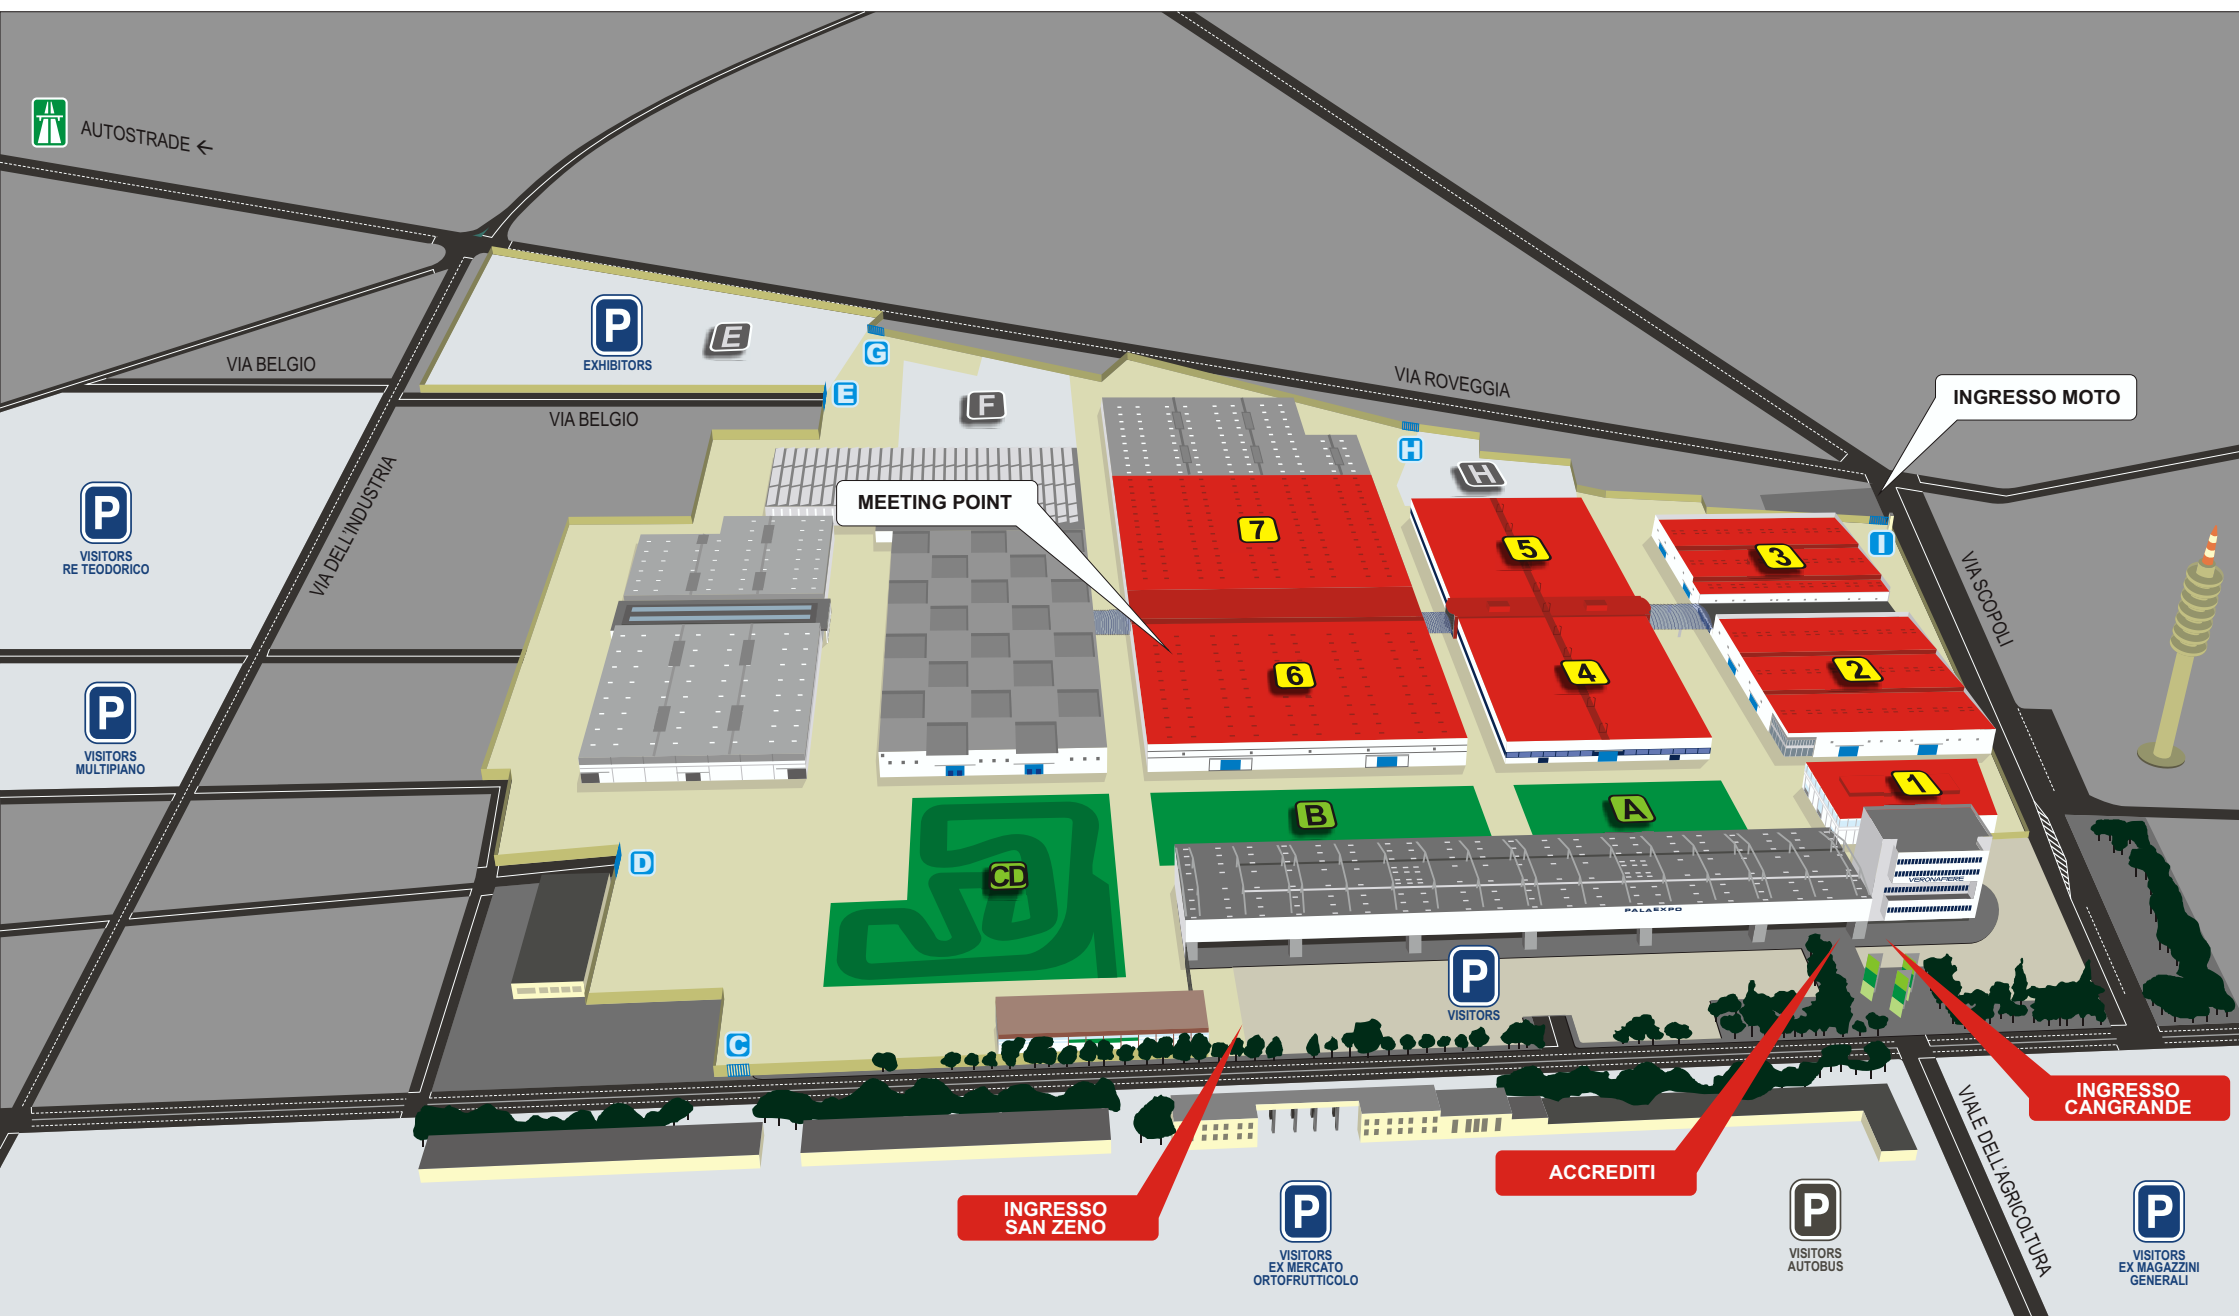 AUTOSTRADE ←
VIA BELGIO
VIA BELGIO
P
EXHIBITORS
E
G
E
F
VIA ROVEGGIA
INGRESSO MOTO
H
H
MEETING POINT
7
5
3
I
VIA SCOPOLI
P
VISITORS
RE TEODORICO
VIA DELL'INDUSTRIA
6
4
2
P
VISITORS
MULTIPIANO
1
B
A
D
CD
VERONAFIERE
PALAEXPO
P
VISITORS
C
INGRESSO
CANGRANDE
ACCREDITI
INGRESSO
SAN ZENO
VIALE DELL'AGRICOLTURA
P
VISITORS
EX MERCATO
ORTOFRUTTICOLO
P
VISITORS
AUTOBUS
P
VISITORS
EX MAGAZZINI
GENERALI